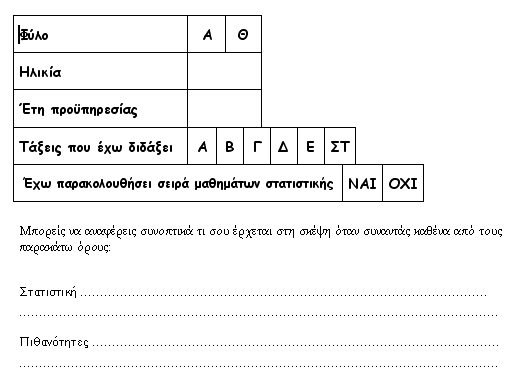 Φύλο Α Θ
Ηλικία
Έτη προϋπηρεσίας
Τάξεις που έχω διδάξει Α Β Γ Δ Ε ΣΤ
Έχω παρακολουθήσει σειρά μαθημάτων στατιστικής ΝΑΙ ΟΧΙ
Μπορείς να αναφέρεις συνοπτικά τι σου έρχεται στη σκέψη όταν συναντάς καθένα από τους
παρακάτω όρους:
Στατιστική ……………………………………………………………………………………
……………………………………………………………………………………………………
Πιθανότητες ……………………………………………………………………………………
……………………………………………………………………………………………………